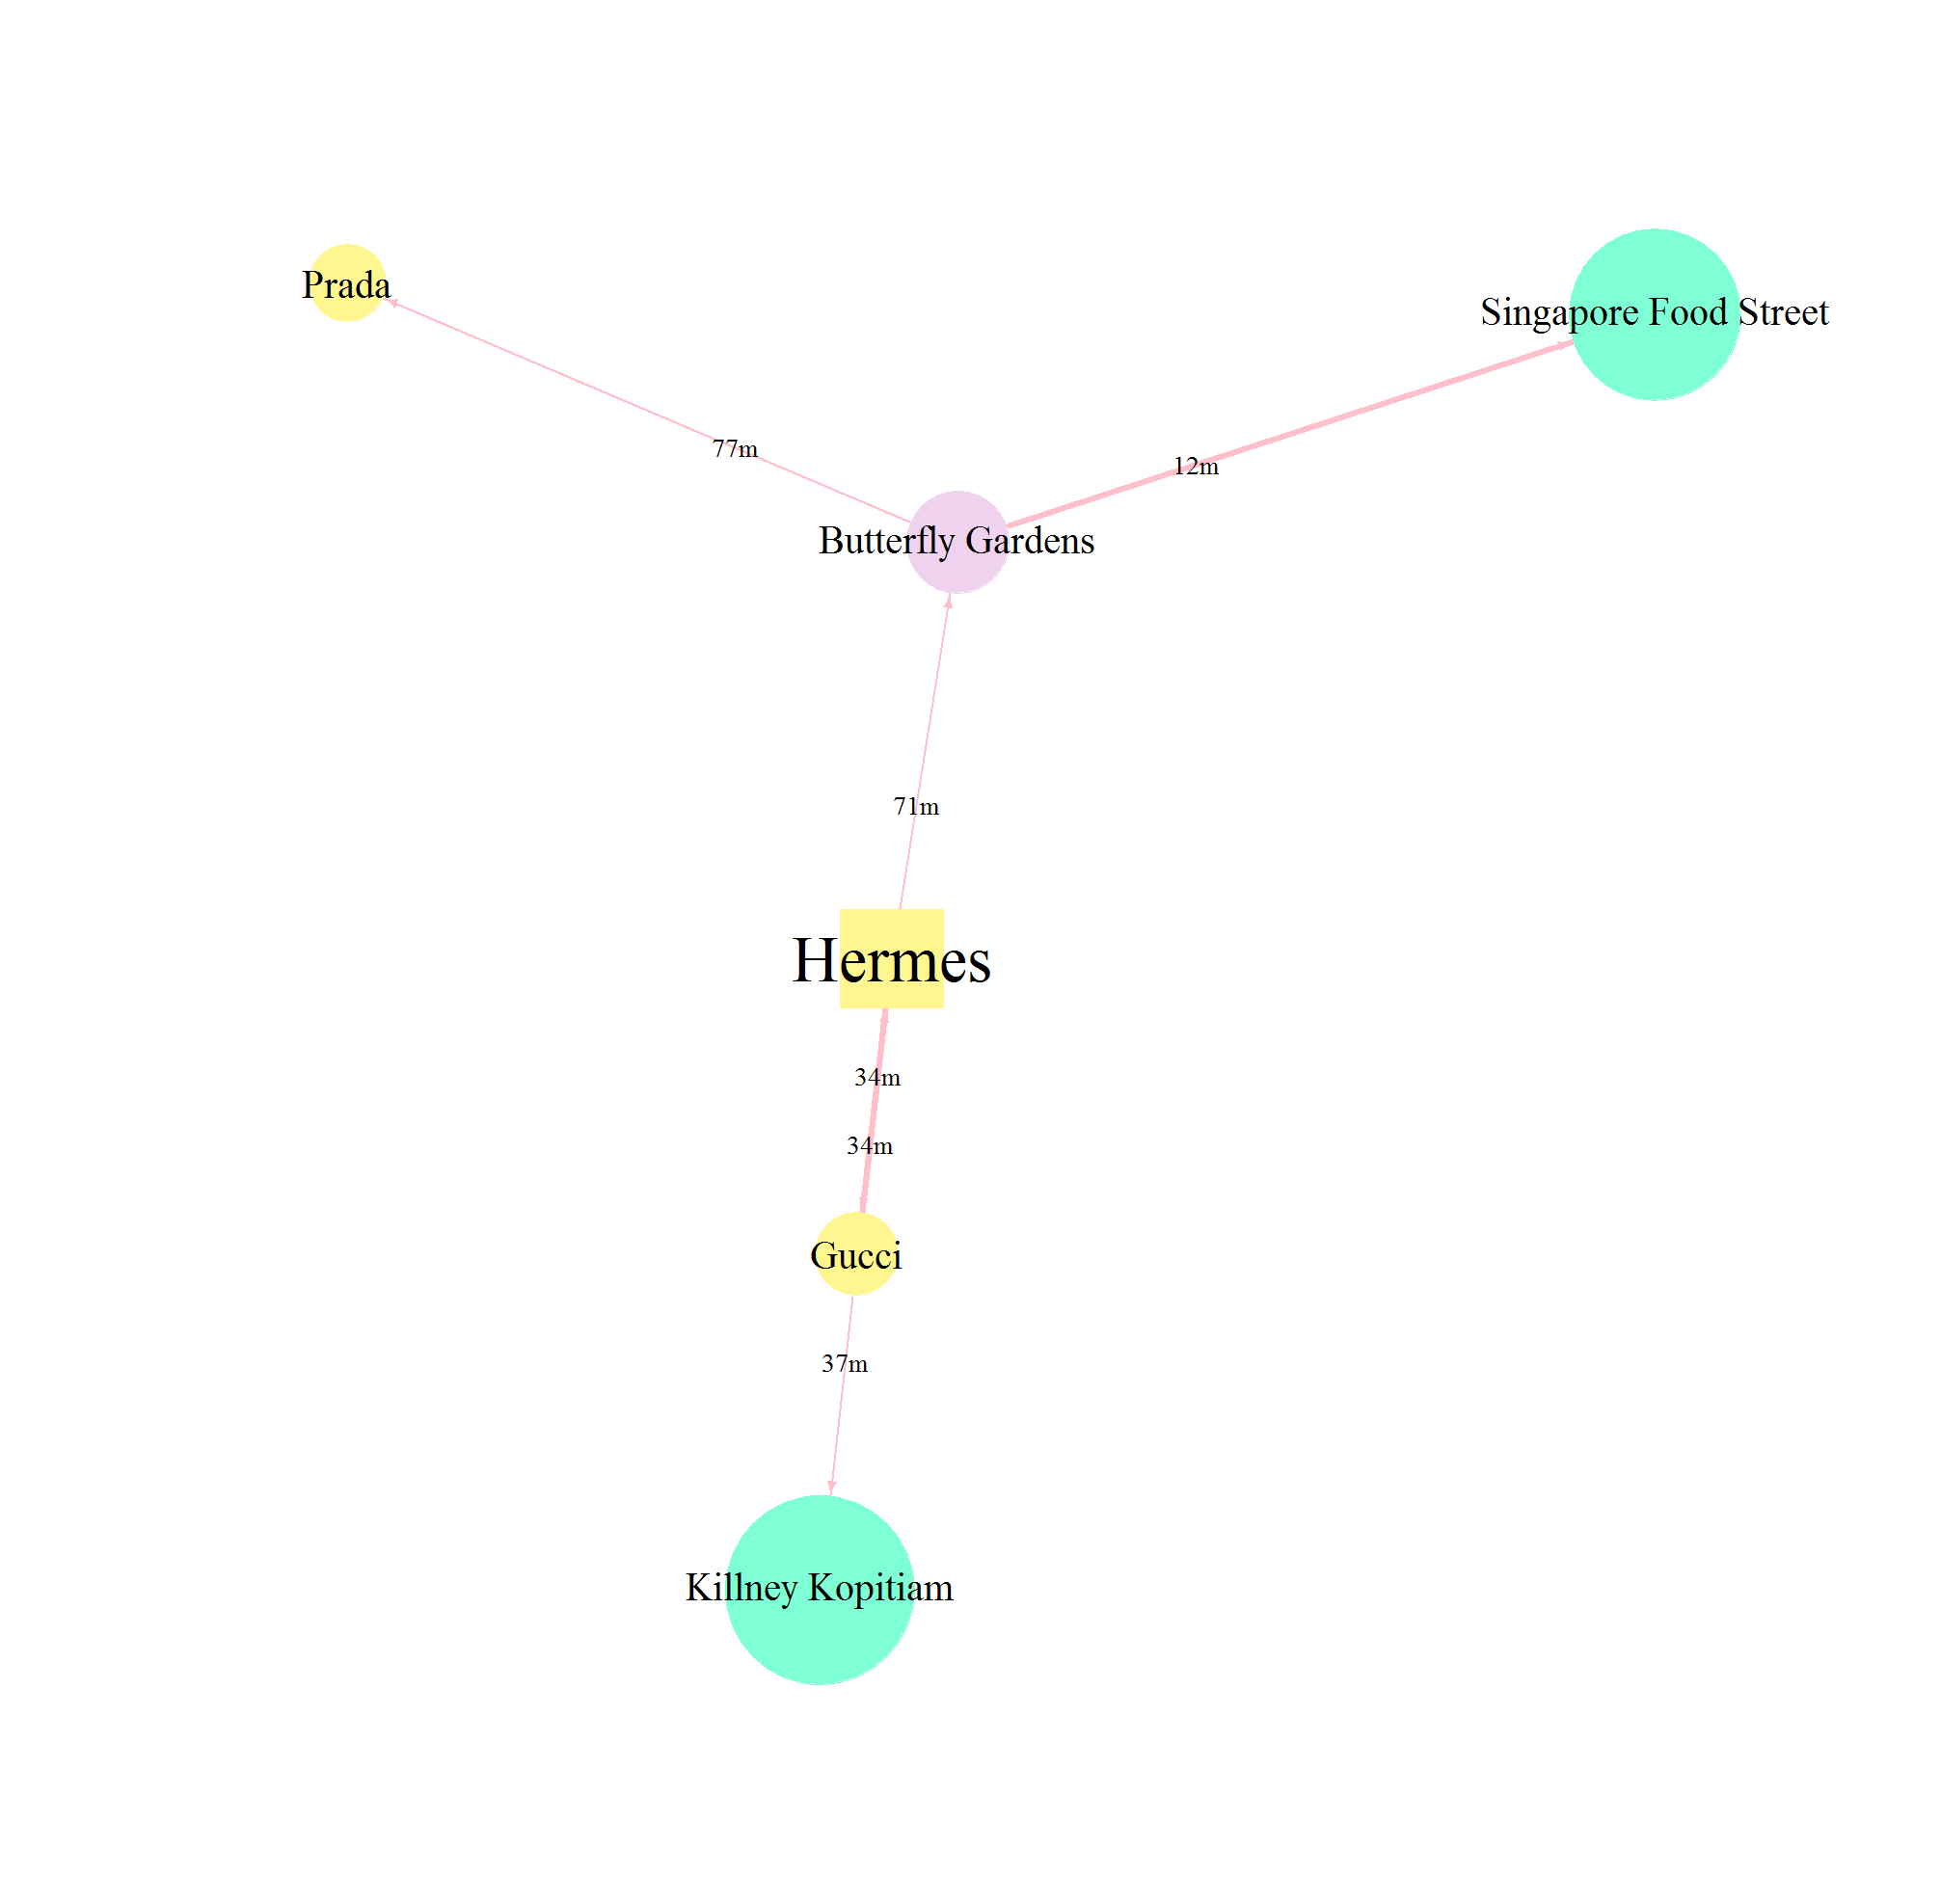 Prada
Singapore Food Street
77m
12m
Butterfly Gardens
71m
Hermes
34m
34m
Gucci
37m
Killney Kopitiam